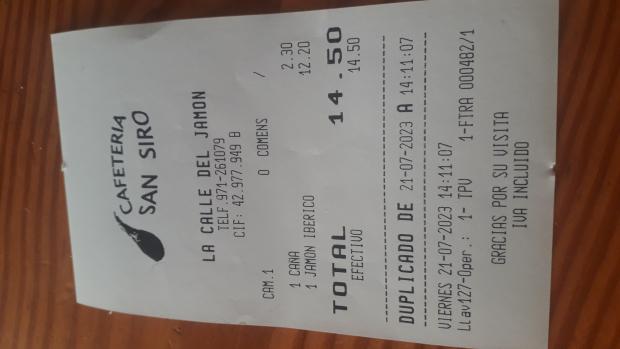 CAFETERIA
SAN SIRO
LA CALLE DEL JAMON
TELF.971-261079
CIF: 42.977.949 B
CAM.1 0 COMENS /
1 CAÑA 2.30
1 JAMON IBERICO 12.20
TOTAL 14.50
EFECTIVO 14.50
DUPLICADO DE 21-07-2023 A 14:11:07
VIERNES 21-07-2023 14:11:07
Llav127-Oper.: 1- TPV 1-FTRA 000482/1
GRACIAS POR SU VISITA
IVA INCLUIDO